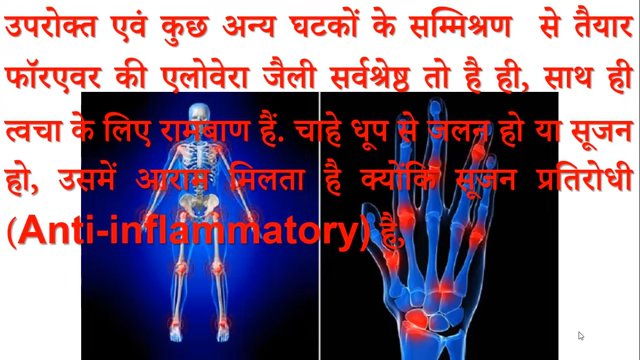 उपरोक्त एवं कुछ अन्य घटकों के सम्मिश्रण से तैयार
फॉरएवर की एलोवेरा जैली सर्वश्रेष्ठ तो है ही, साथ ही
त्वचा के लिए रामबाण हैं. चाहे धूप से जलन हो या सूजन
हो, उसमें आराम मिलता है क्योंकि सूजन प्रतिरोधी
(Anti-inflammatory) है,